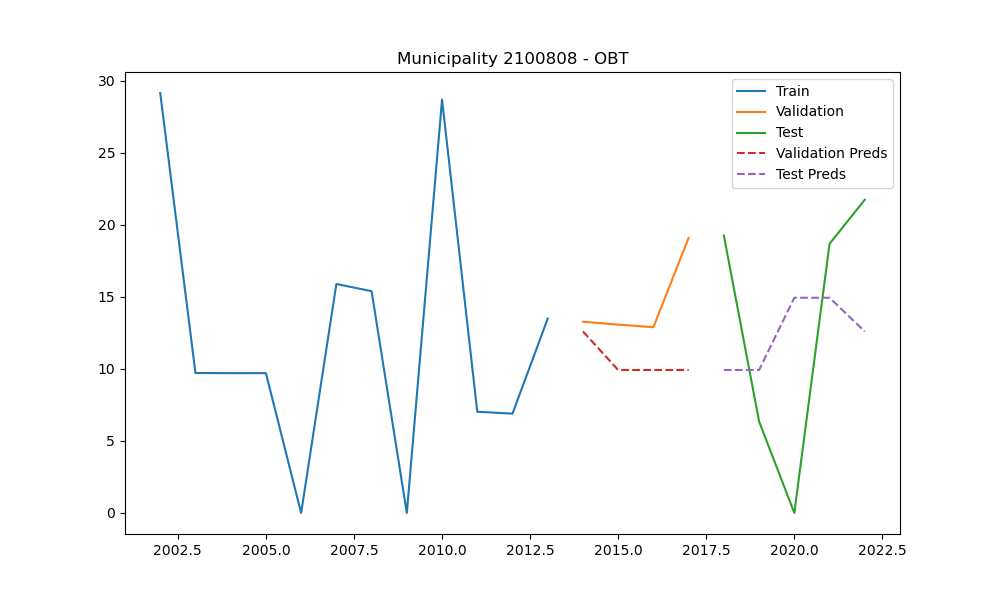 Municipality 2100808 - OBT
30
25
20
15
10
5
0
Train
Validation
Test
Validation Preds
Test Preds
2002.5 2005.0 2007.5 2010.0 2012.5 2015.0 2017.5 2020.0 2022.5